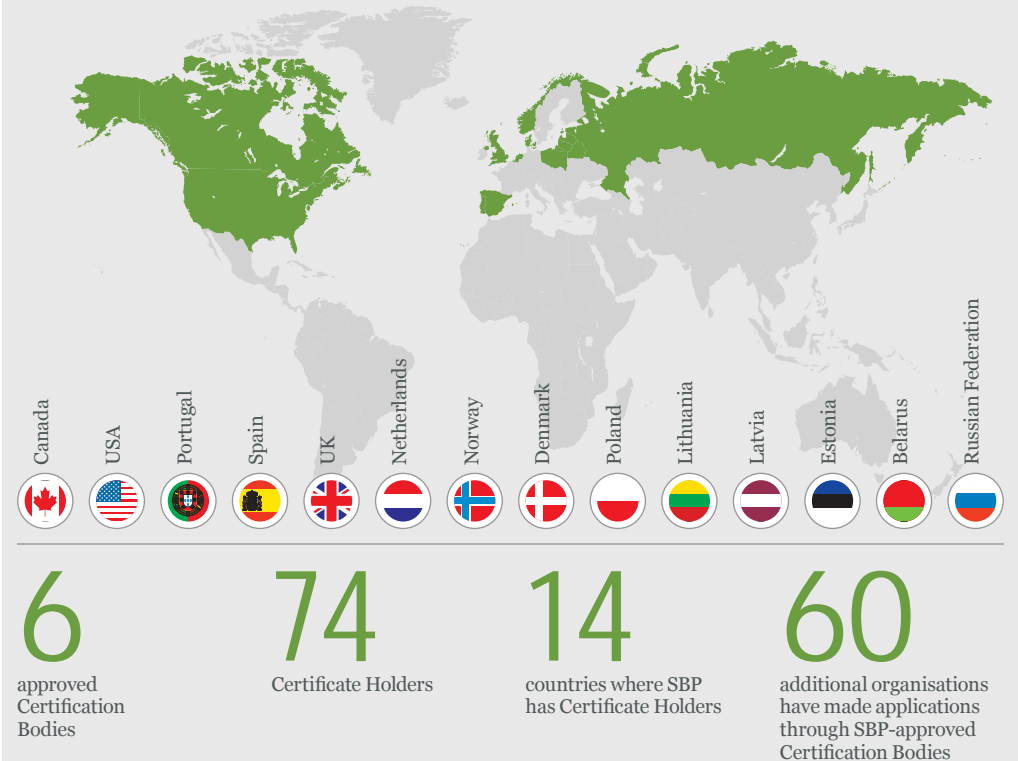 Canada
USA
Portugal
Spain
UK
Netherlands
Norway
Denmark
Poland
Lithuania
Latvia
Estonia
Belarus
Russian Federation
6
approved
Certification
Bodies
74
Certificate Holders
14
countries where SBP
has Certificate Holders
60
additional organisations
have made applications
through SBP-approved
Certification Bodies